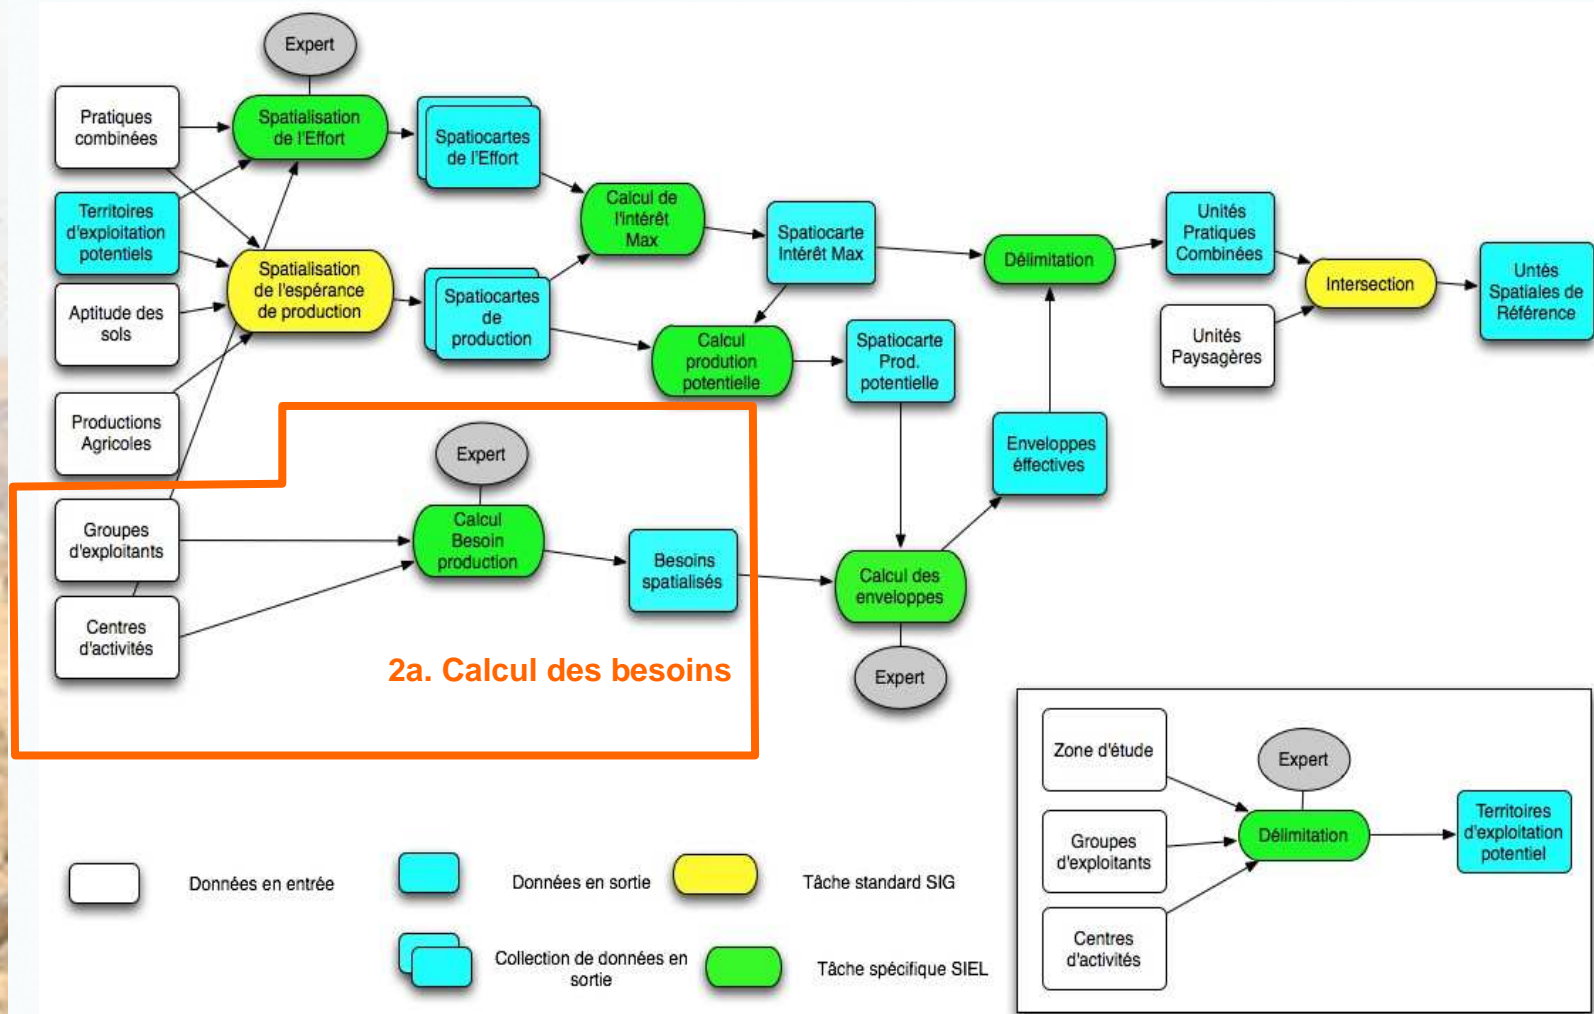 Expert
Pratiques
combinées
Spatialisation
de l'Effort
Spatiocartes
de l'Effort
Territoires
d'exploitation
potentiels
Calcul de
l'intérêt
Max
Spatiocarte
Intérêt Max
Délimitation
Unités
Pratiques
Combinées
Spatialisation
de l'espérance
de production
Intersection
Untés
Spatiales de
Référence
Aptitude des
sols
Spatiocartes
de
production
Calcul
prodution
potentielle
Spatiocarte
Prod.
potentielle
Unités
Paysagères
Productions
Agricoles
Expert
Enveloppes
éffectives
Groupes
d'exploitants
Calcul
Besoin
production
Besoins
spatialisés
Calcul des
enveloppes
Centres
d'activités
2a. Calcul des besoins
Expert
Zone d'étude
Expert
Groupes
d'exploitants
Délimitation
Territoires
d'exploitation
potentiel
Centres
d'activités
Données en entrée
Données en sortie
Tâche standard SIG
Collection de données en
sortie
Tâche spécifique SIEL